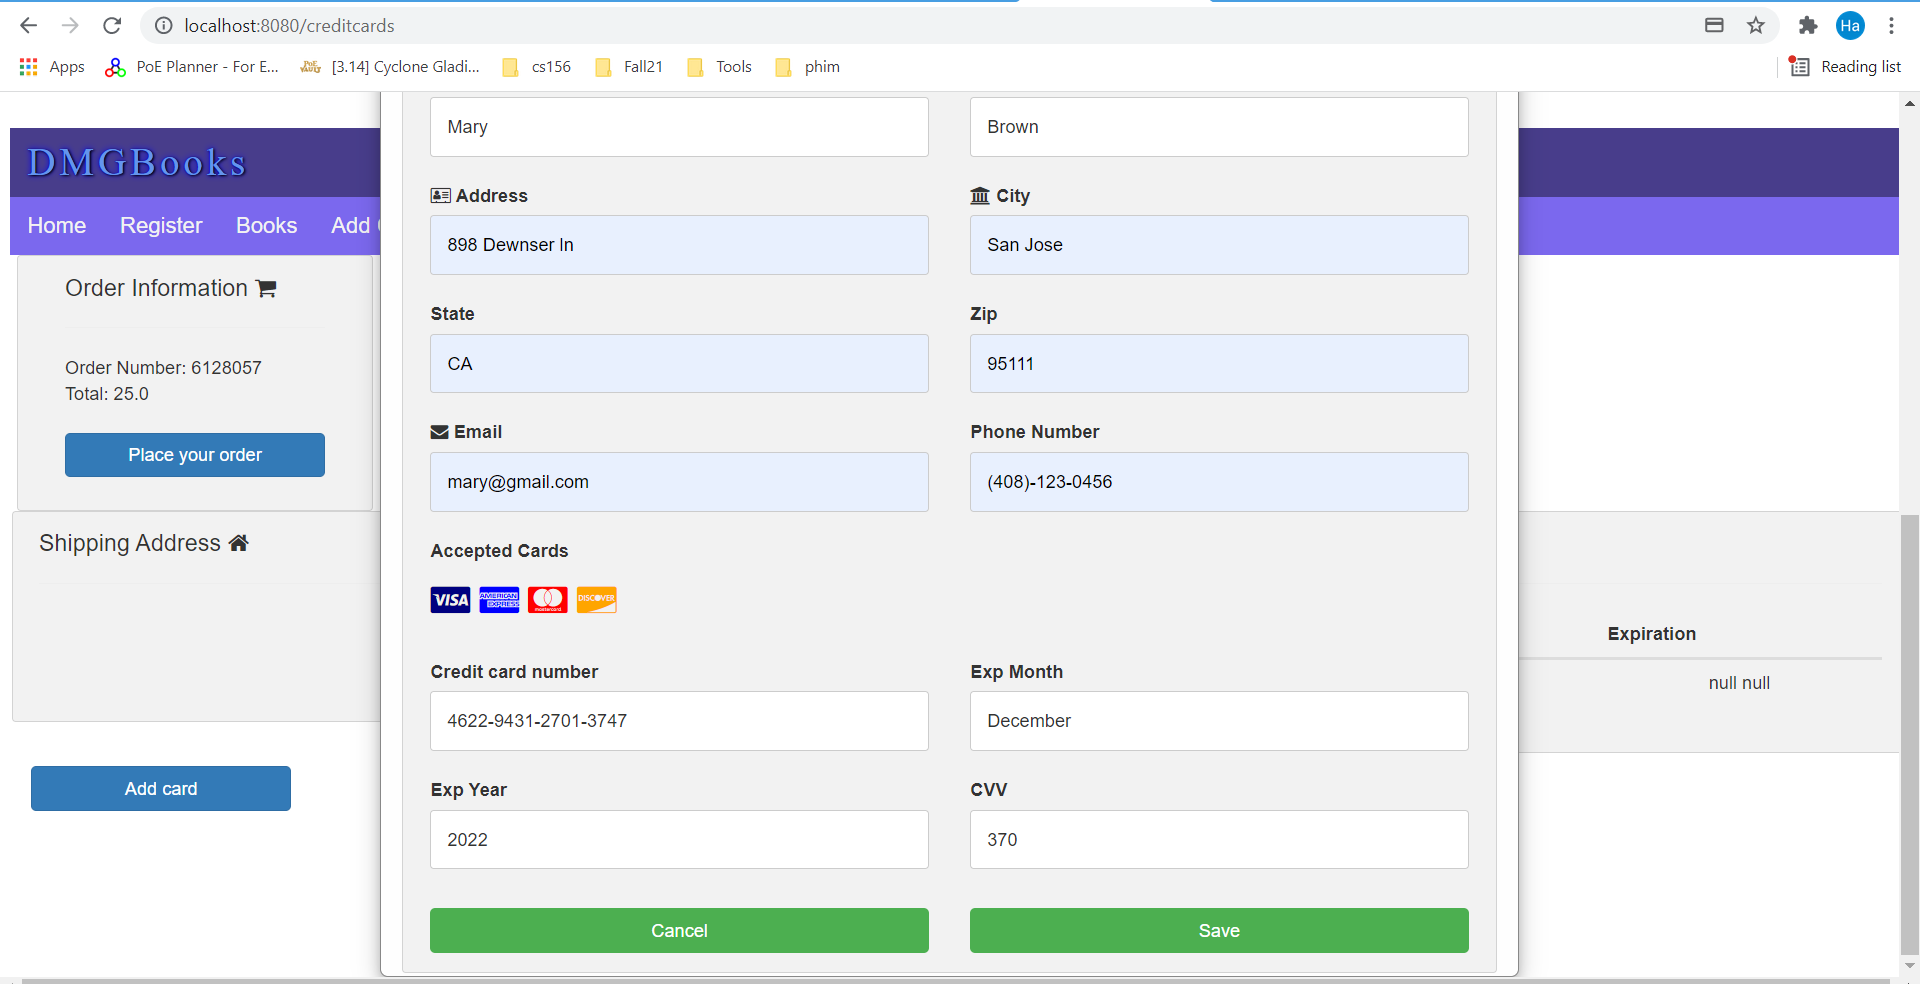 localhost:8080/creditcards
Ha
Apps
PoE Planner - For E...
[3.14] Cyclone Gladi...
cs156
Fall21
Tools
phim
Reading list
DMGBooks
Home Register Books Add
Order Information
Order Number: 6128057
Total: 25.0
Place your order
Shipping Address
Add card
Mary
Brown
Address
City
898 Dewnser ln
San Jose
State
Zip
CA
95111
Email
Phone Number
mary@gmail.com
(408)-123-0456
Accepted Cards
VISA
AMERICAN EXPRESS
mastercard
DISCOVER
Credit card number
Exp Month
4622-9431-2701-3747
December
Exp Year
CVV
2022
370
Cancel
Save
Expiration
null null